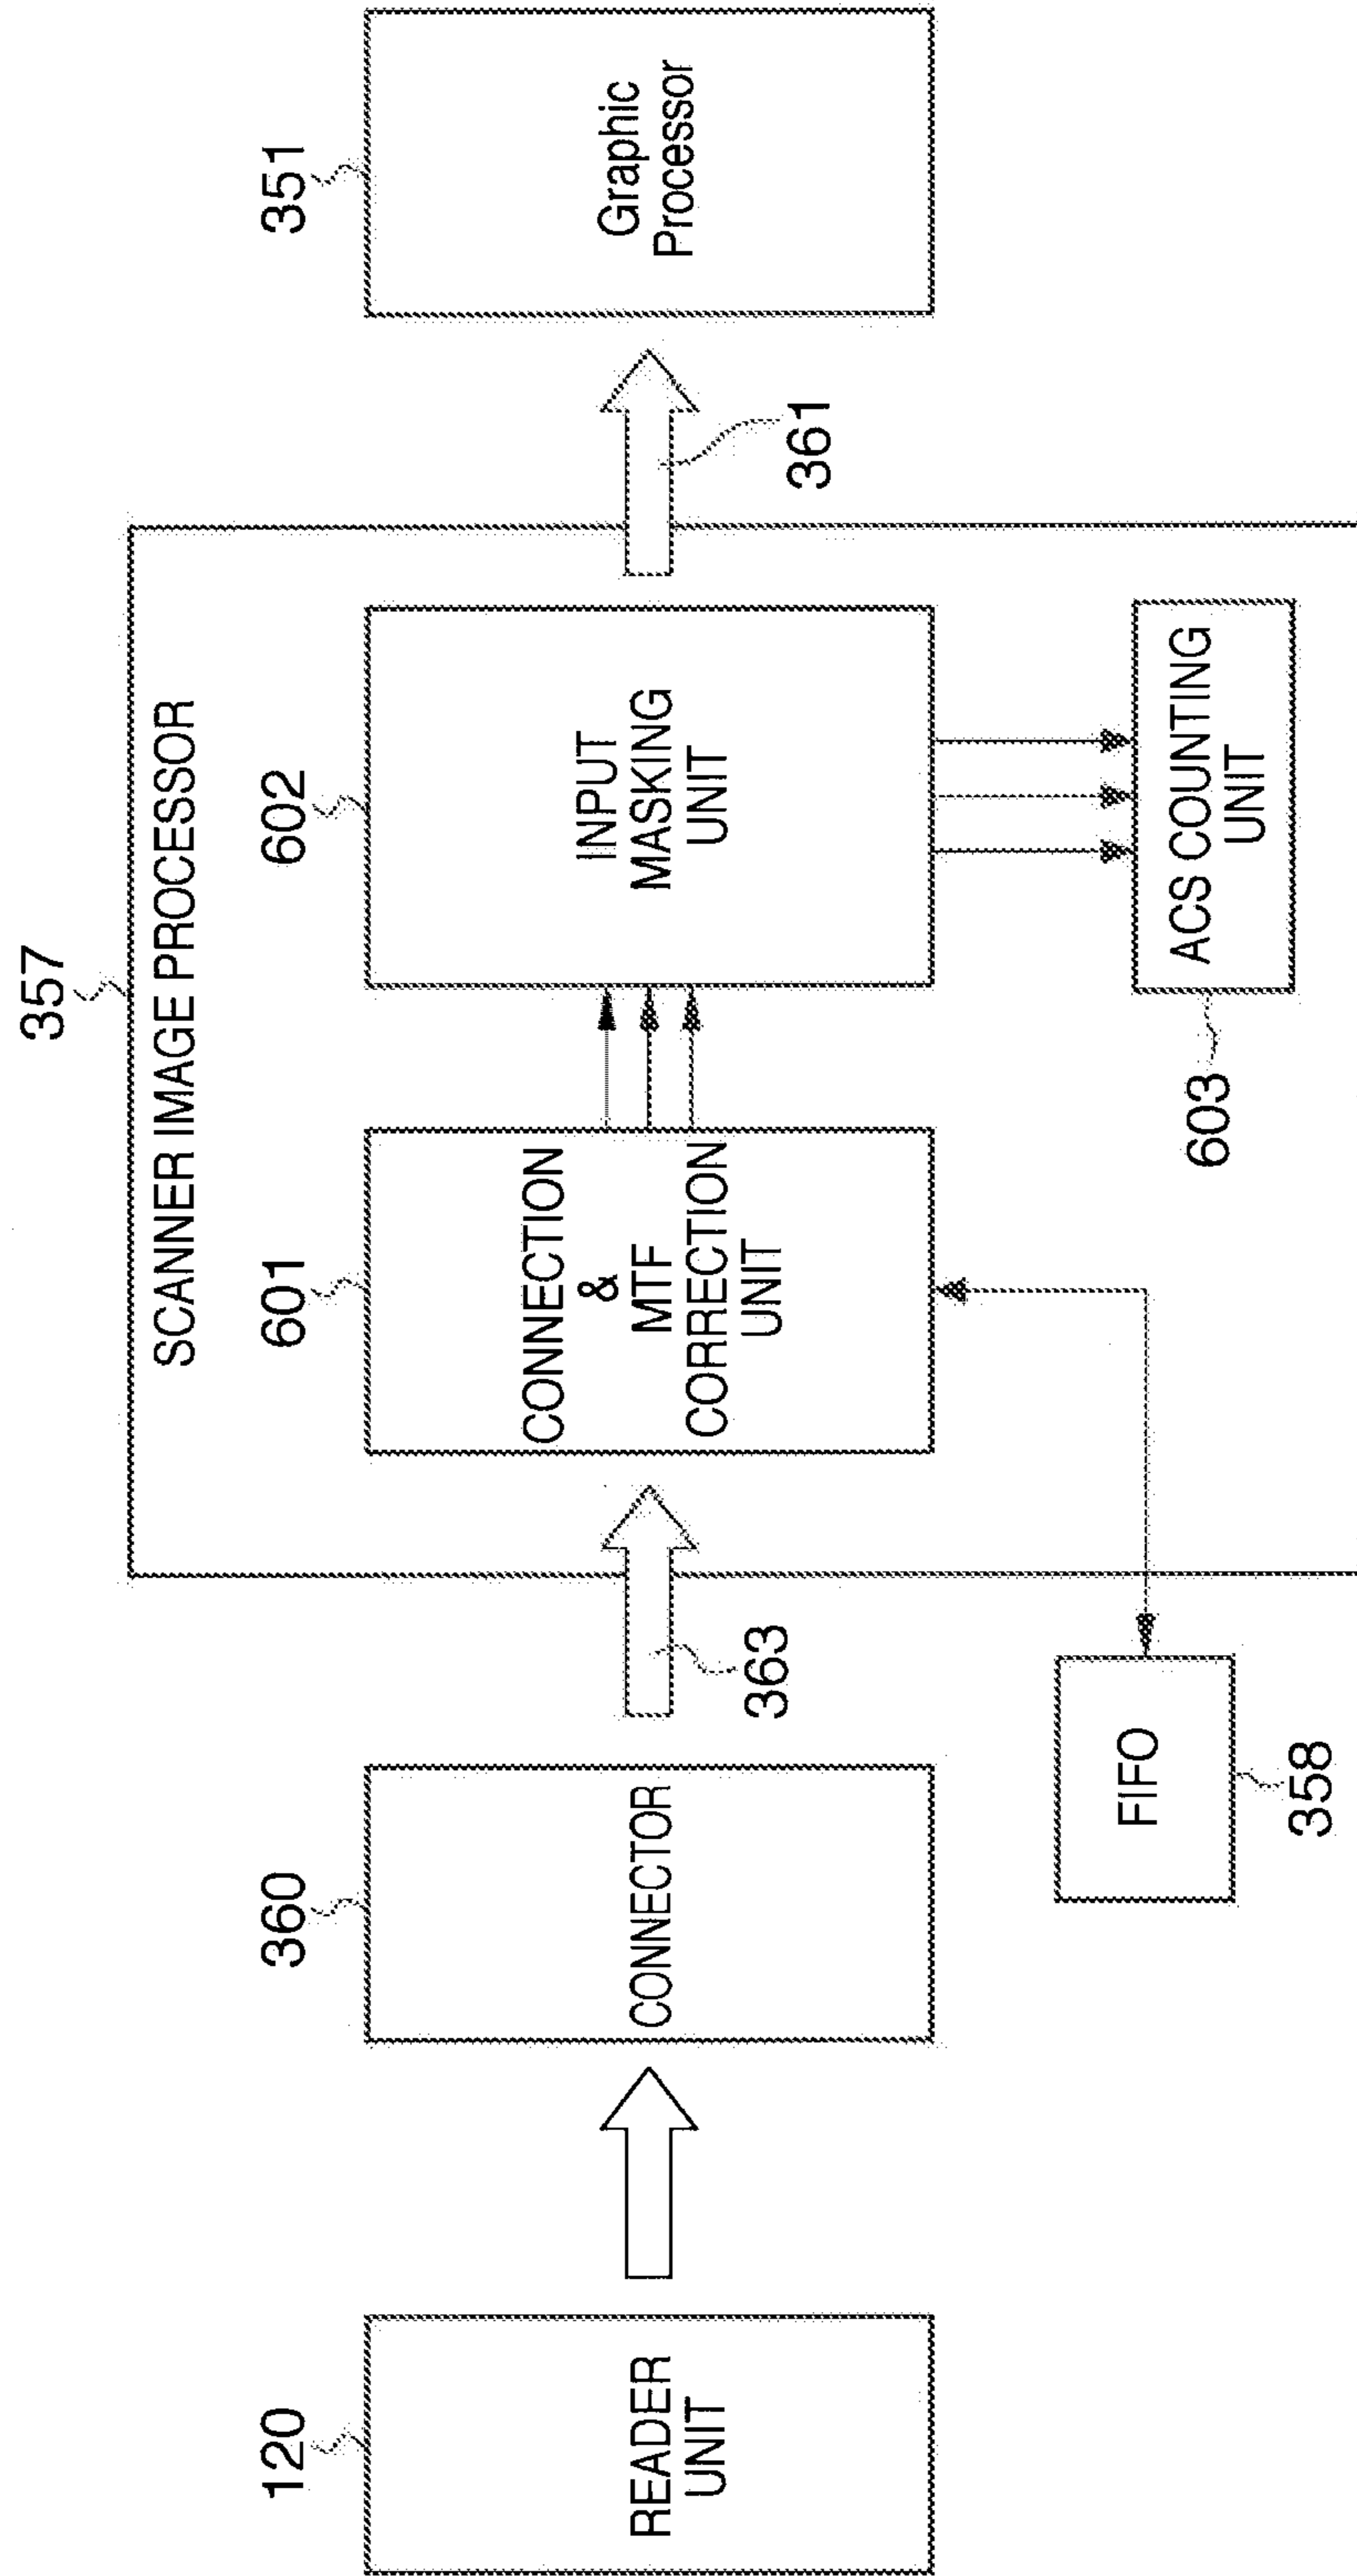 357
SCANNER IMAGE PROCESSOR
120
READER
UNIT
360
CONNECTOR
363
601
CONNECTION
&
MTF
CORRECTION
UNIT
602
INPUT
MASKING
UNIT
361
351
Graphic
Processor
FIFO
358
603
ACS COUNTING
UNIT